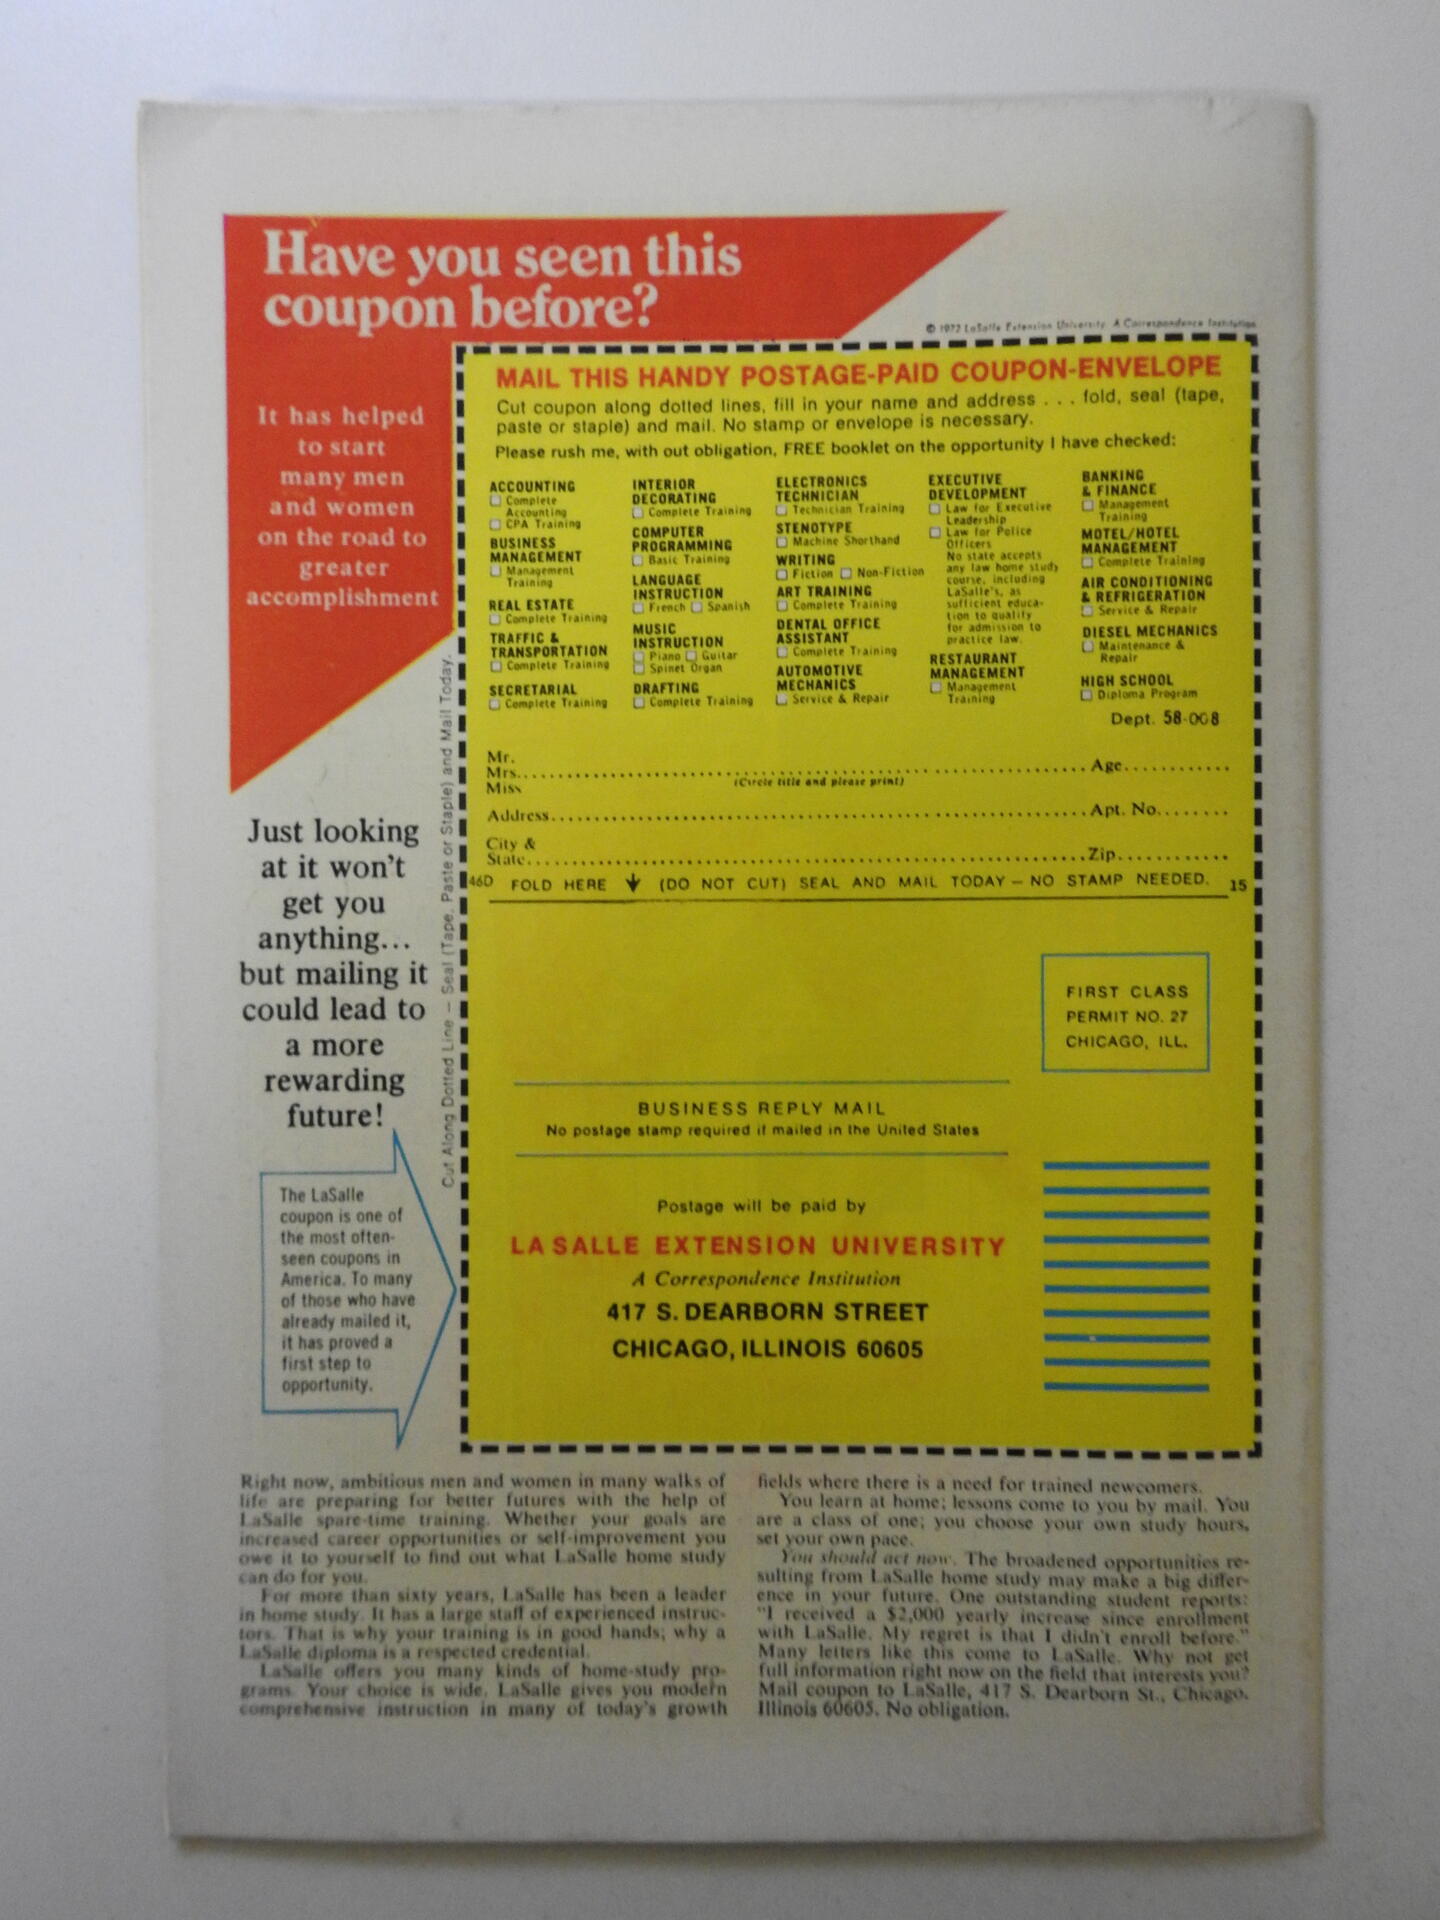 Have you seen this
coupon before?
© 1972 LaSalle Extension University. A Correspondence Institution
It has helped
to start
many men
and women
on the road to
greater
accomplishment
Just looking
at it won't
get you
anything...
but mailing it
could lead to
a more
rewarding
future!
The LaSalle
coupon is one of
the most often-
seen coupons in
America. To many
of those who have
already mailed it,
it has proved a
first step to
opportunity.
Cut Along Dotted Line — Seal (Tape, Paste or Staple) and Mail Today.
MAIL THIS HANDY POSTAGE-PAID COUPON-ENVELOPE
Cut coupon along dotted lines, fill in your name and address . . . fold, seal (tape,
paste or staple) and mail. No stamp or envelope is necessary.
Please rush me, with out obligation, FREE booklet on the opportunity I have checked:
ACCOUNTING
Complete
Accounting
CPA Training
BUSINESS
MANAGEMENT
Management
Training
REAL ESTATE
Complete Training
TRAFFIC &
TRANSPORTATION
Complete Training
SECRETARIAL
Complete Training
INTERIOR
DECORATING
Complete Training
COMPUTER
PROGRAMMING
Basic Training
LANGUAGE
INSTRUCTION
French Spanish
MUSIC
INSTRUCTION
Piano Guitar
Spinet Organ
DRAFTING
Complete Training
ELECTRONICS
TECHNICIAN
Technician Training
STENOTYPE
Machine Shorthand
WRITING
Fiction Non-Fiction
ART TRAINING
Complete Training
DENTAL OFFICE
ASSISTANT
Complete Training
AUTOMOTIVE
MECHANICS
Service & Repair
EXECUTIVE
DEVELOPMENT
Law for Executive
Leadership
Law for Police
Officers
No state accepts
any law home study
course, including
LaSalle's, as
sufficient educa-
tion to qualify
for admission to
practice law.
RESTAURANT
MANAGEMENT
Management
Training
BANKING
& FINANCE
Management
Training
MOTEL/HOTEL
MANAGEMENT
Complete Training
AIR CONDITIONING
& REFRIGERATION
Service & Repair
DIESEL MECHANICS
Maintenance &
Repair
HIGH SCHOOL
Diploma Program
Dept. 58-008
Mr.
Mrs. Age
Miss (Circle title and please print)
Address Apt. No.
City &
State Zip
46D FOLD HERE ↓ (DO NOT CUT) SEAL AND MAIL TODAY — NO STAMP NEEDED. 15
FIRST CLASS
PERMIT NO. 27
CHICAGO, ILL.
BUSINESS REPLY MAIL
No postage stamp required if mailed in the United States
Postage will be paid by
LA SALLE EXTENSION UNIVERSITY
A Correspondence Institution
417 S. DEARBORN STREET
CHICAGO, ILLINOIS 60605
Right now, ambitious men and women in many walks of
life are preparing for better futures with the help of
LaSalle spare-time training. Whether your goals are
increased career opportunities or self-improvement you
owe it to yourself to find out what LaSalle home study
can do for you.
For more than sixty years, LaSalle has been a leader
in home study. It has a large staff of experienced instruc-
tors. That is why your training is in good hands; why a
LaSalle diploma is a respected credential.
LaSalle offers you many kinds of home-study pro-
grams. Your choice is wide. LaSalle gives you modern
comprehensive instruction in many of today's growth
fields where there is a need for trained newcomers.
You learn at home; lessons come to you by mail. You
are a class of one; you choose your own study hours,
set your own pace.
You should act now. The broadened opportunities re-
sulting from LaSalle home study may make a big differ-
ence in your future. One outstanding student reports:
"I received a $2,000 yearly increase since enrollment
with LaSalle. My regret is that I didn't enroll before."
Many letters like this come to LaSalle. Why not get
full information right now on the field that interests you?
Mail coupon to LaSalle, 417 S. Dearborn St., Chicago,
Illinois 60605. No obligation.